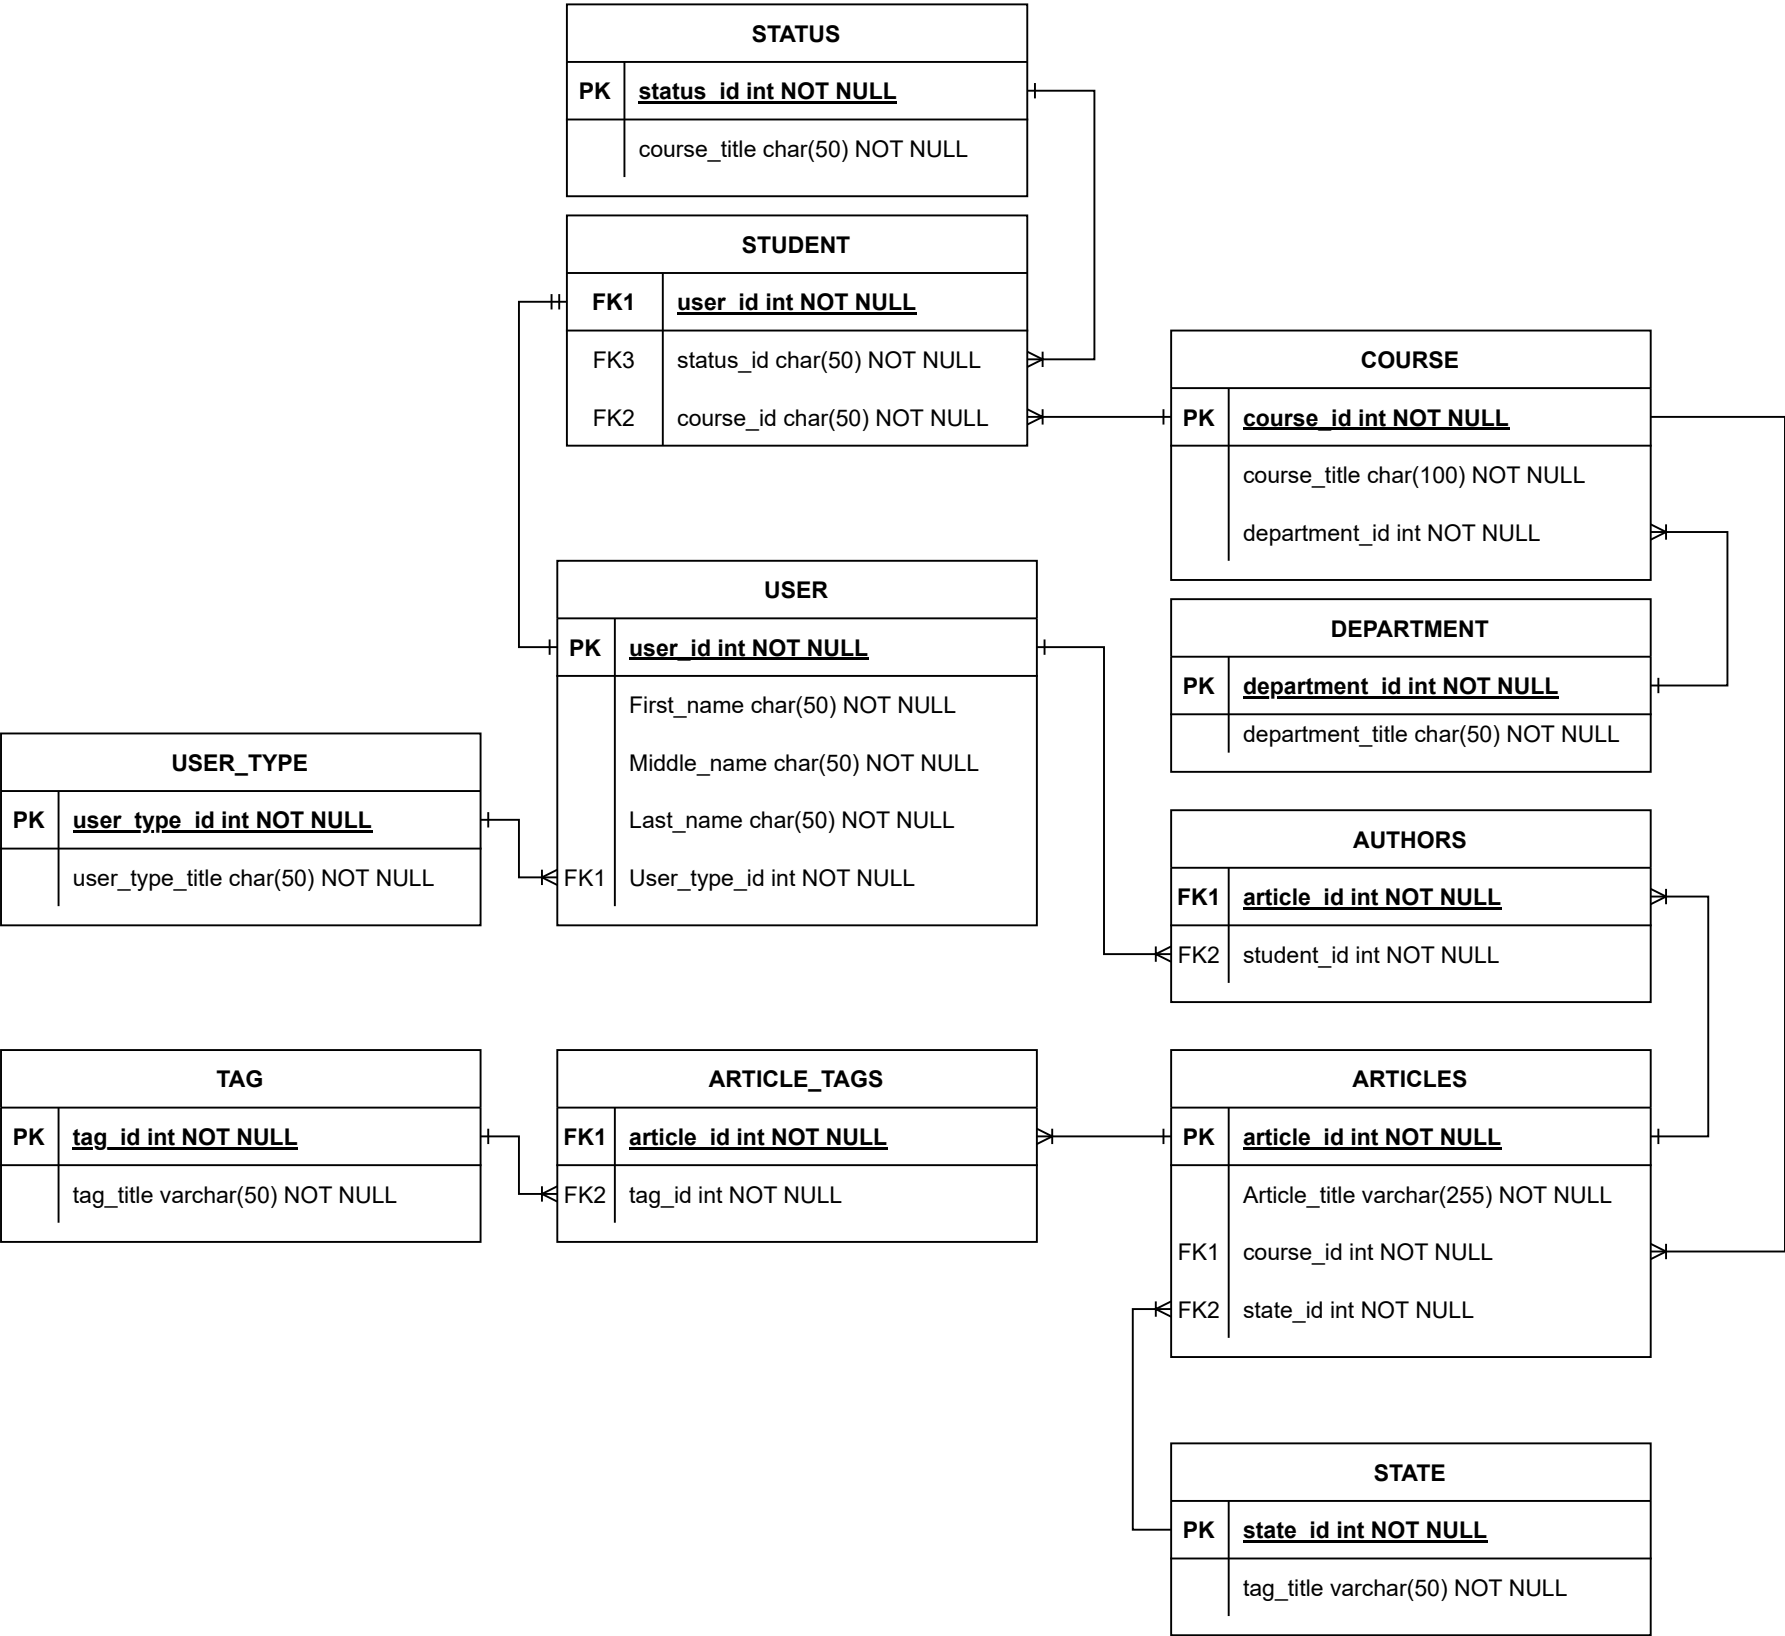 STATUS
PK status_id int NOT NULL
course_title char(50) NOT NULL
STUDENT
FK1 user_id int NOT NULL
FK3 status_id char(50) NOT NULL
FK2 course_id char(50) NOT NULL
COURSE
PK course_id int NOT NULL
course_title char(100) NOT NULL
department_id int NOT NULL
USER
PK user_id int NOT NULL
First_name char(50) NOT NULL
Middle_name char(50) NOT NULL
Last_name char(50) NOT NULL
FK1 User_type_id int NOT NULL
DEPARTMENT
PK department_id int NOT NULL
department_title char(50) NOT NULL
USER_TYPE
PK user_type_id int NOT NULL
user_type_title char(50) NOT NULL
AUTHORS
FK1 article_id int NOT NULL
FK2 student_id int NOT NULL
TAG
PK tag_id int NOT NULL
tag_title varchar(50) NOT NULL
ARTICLE_TAGS
FK1 article_id int NOT NULL
FK2 tag_id int NOT NULL
ARTICLES
PK article_id int NOT NULL
Article_title varchar(255) NOT NULL
FK1 course_id int NOT NULL
FK2 state_id int NOT NULL
STATE
PK state_id int NOT NULL
tag_title varchar(50) NOT NULL